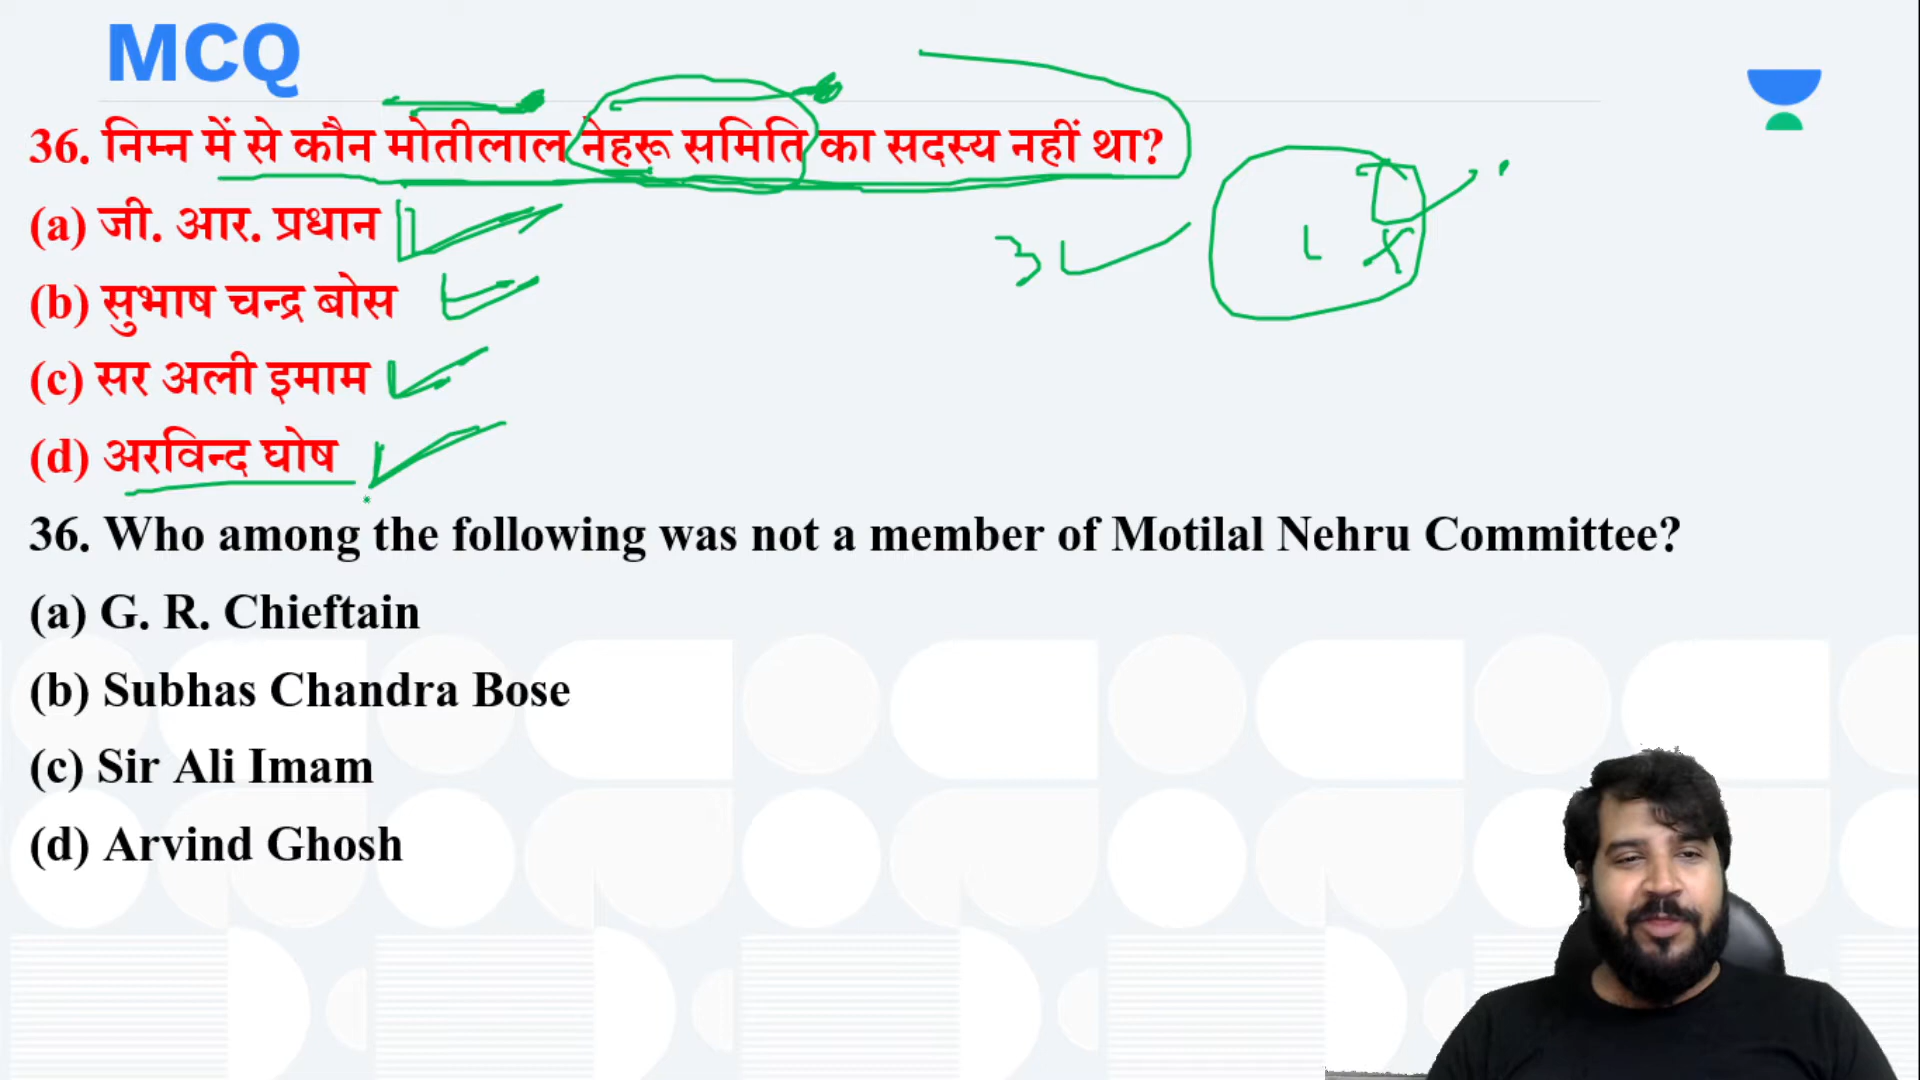 MCQ
36. निम्न में से कौन मोतीलाल नेहरू समिति का सदस्य नहीं था?
(a) जी. आर. प्रधान
(b) सुभाष चन्द्र बोस
3
(c) सर अली इमाम
(d) अरविन्द घोष
36. Who among the following was not a member of Motilal Nehru Committee?
(a) G. R. Chieftain
(b) Subhas Chandra Bose
(c) Sir Ali Imam
(d) Arvind Ghosh